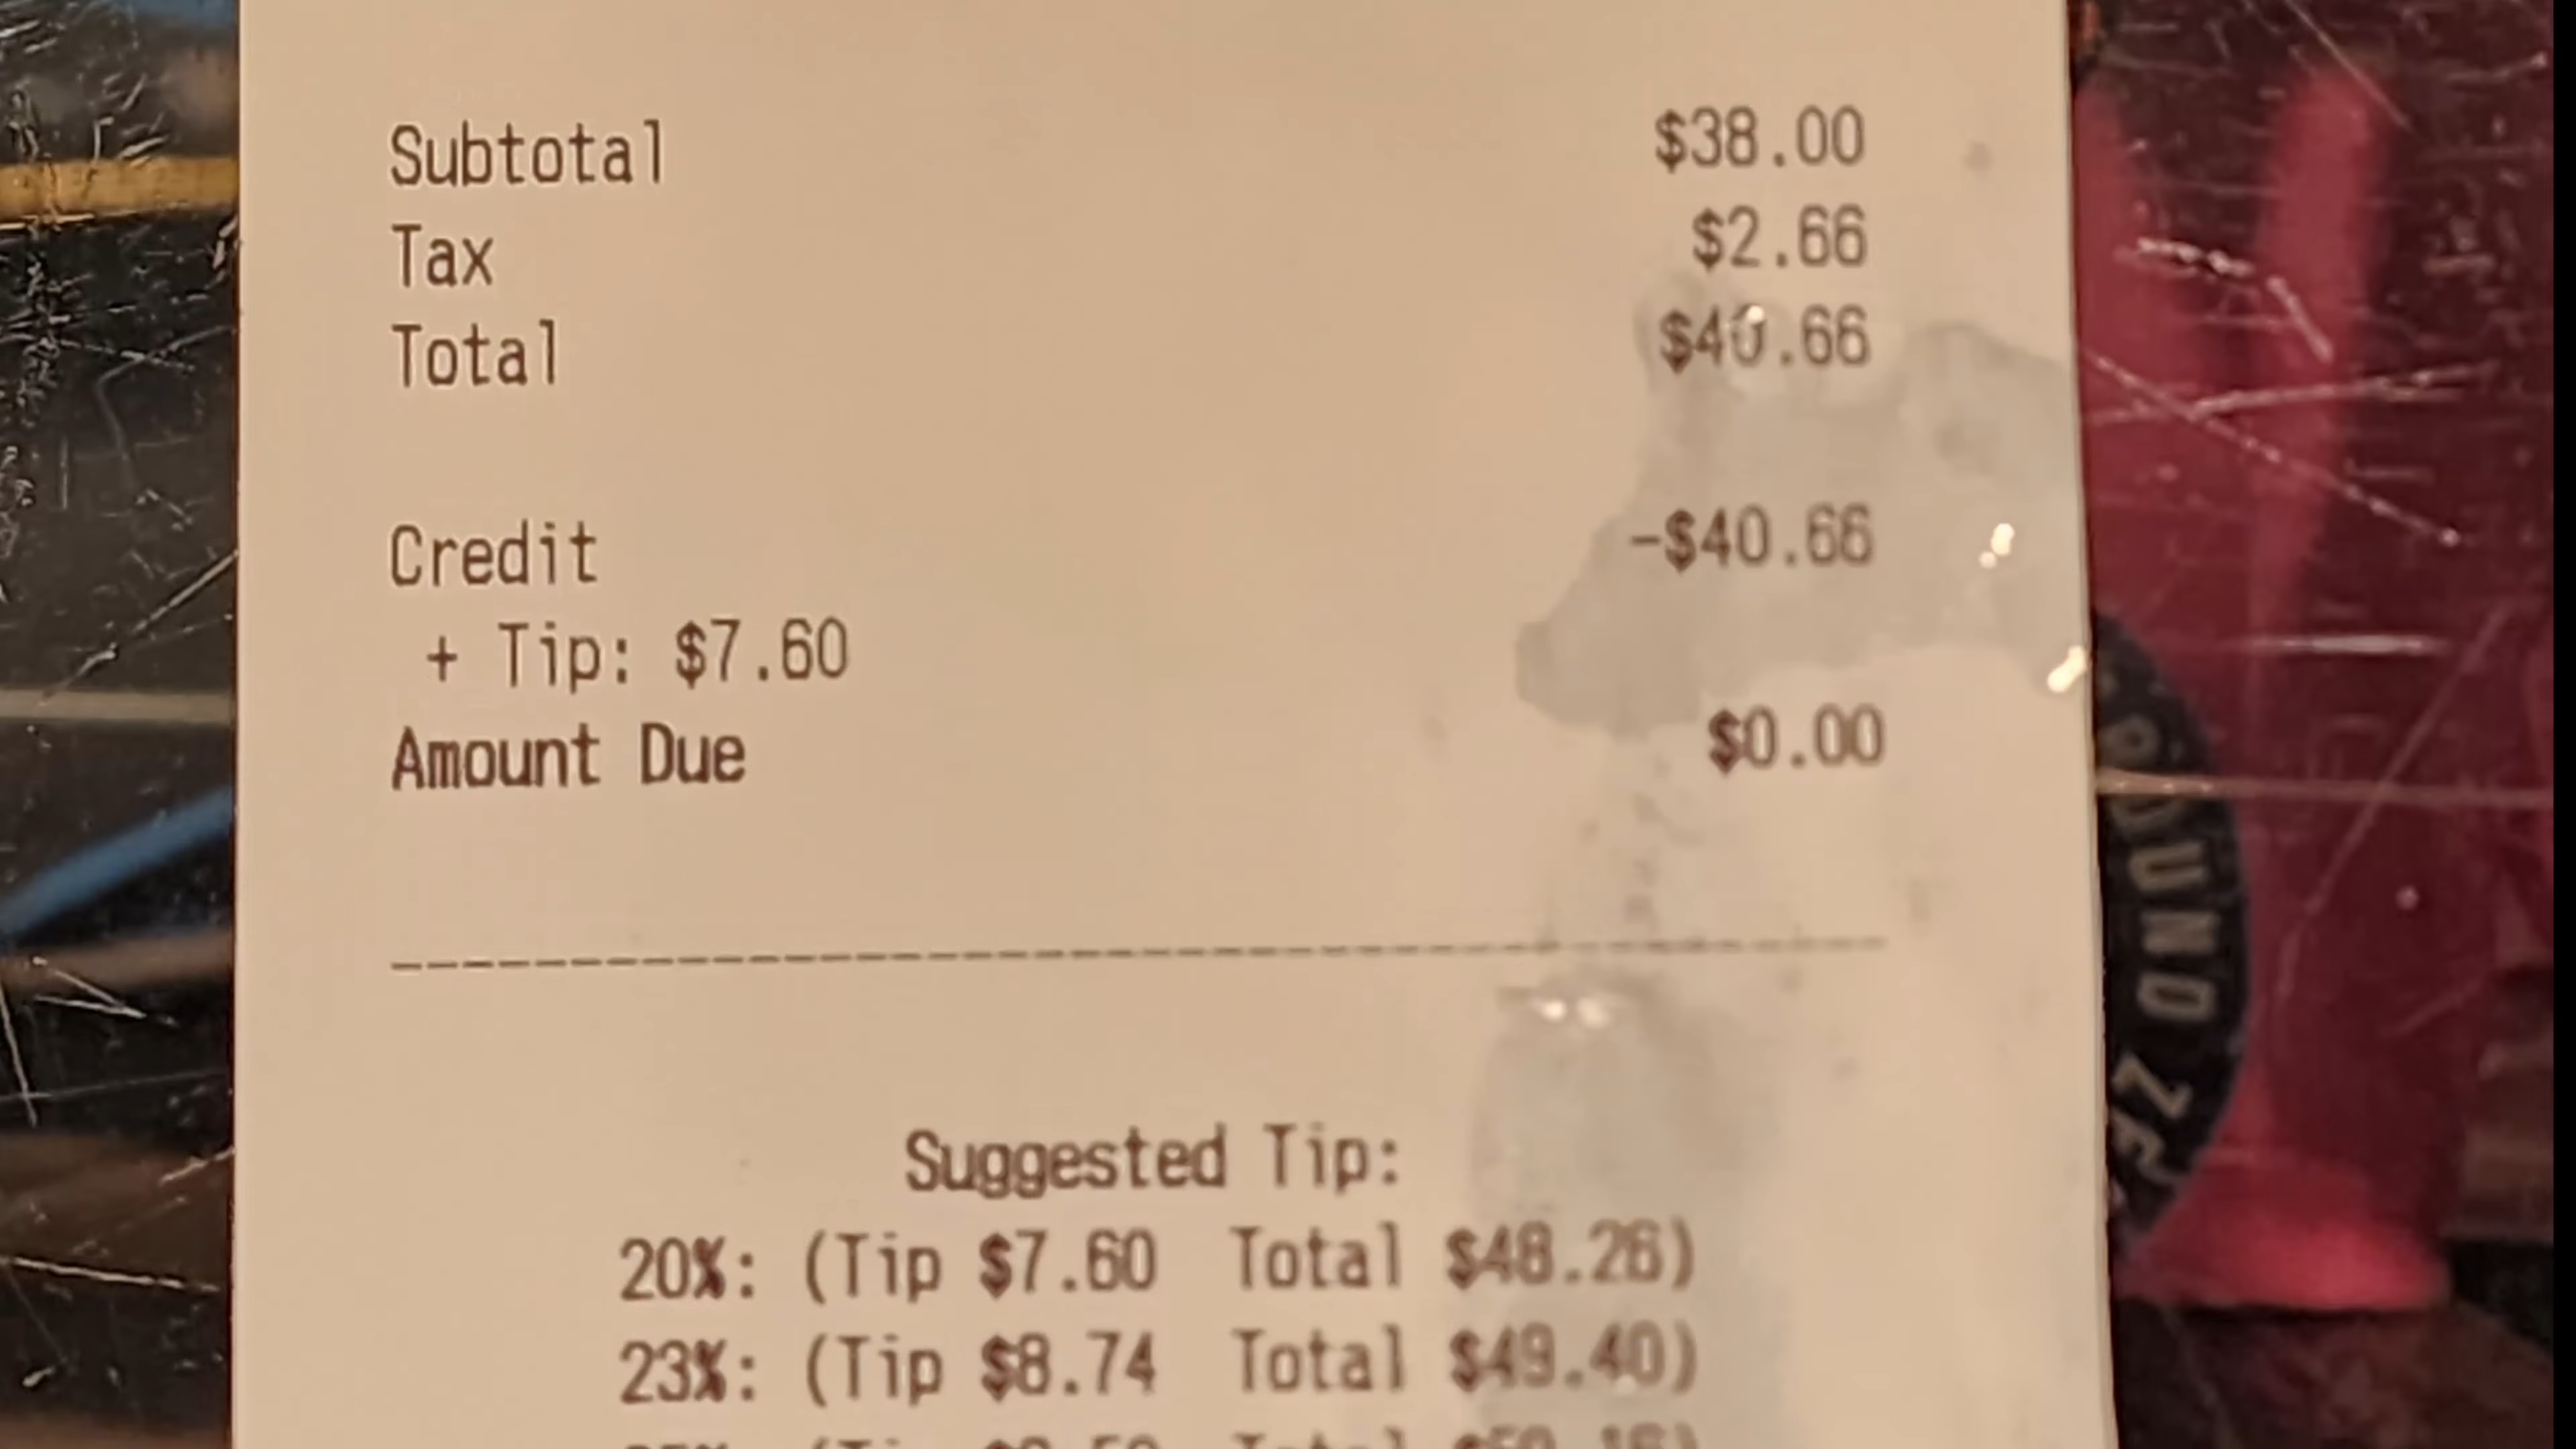 Subtotal $38.00
Tax $2.66
Total $40.66
Credit -$40.66
+ Tip: $7.60
Amount Due $0.00
Suggested Tip:
20%: (Tip $7.60 Total $48.26)
23%: (Tip $8.74 Total $49.40)
ROUND